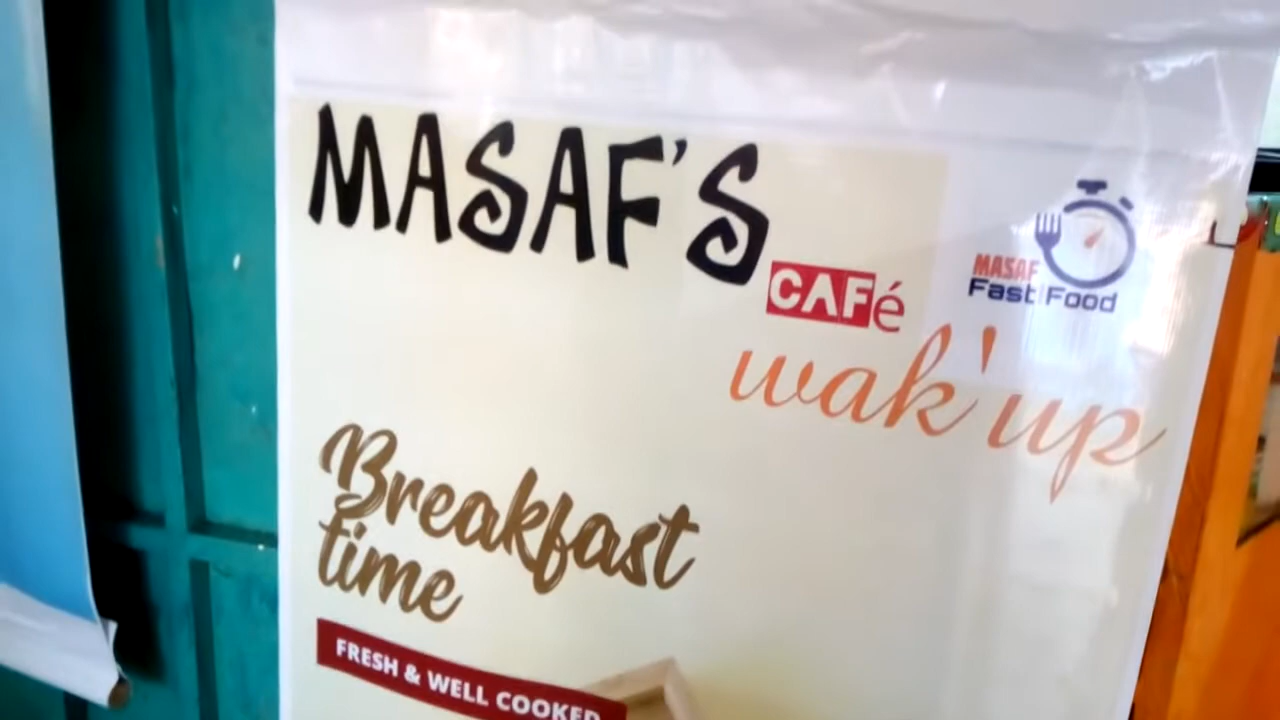 MASAF'S
CAFé
MASAF
Fast Food
wak'up
Breakfast
time
FRESH & WELL COOKED